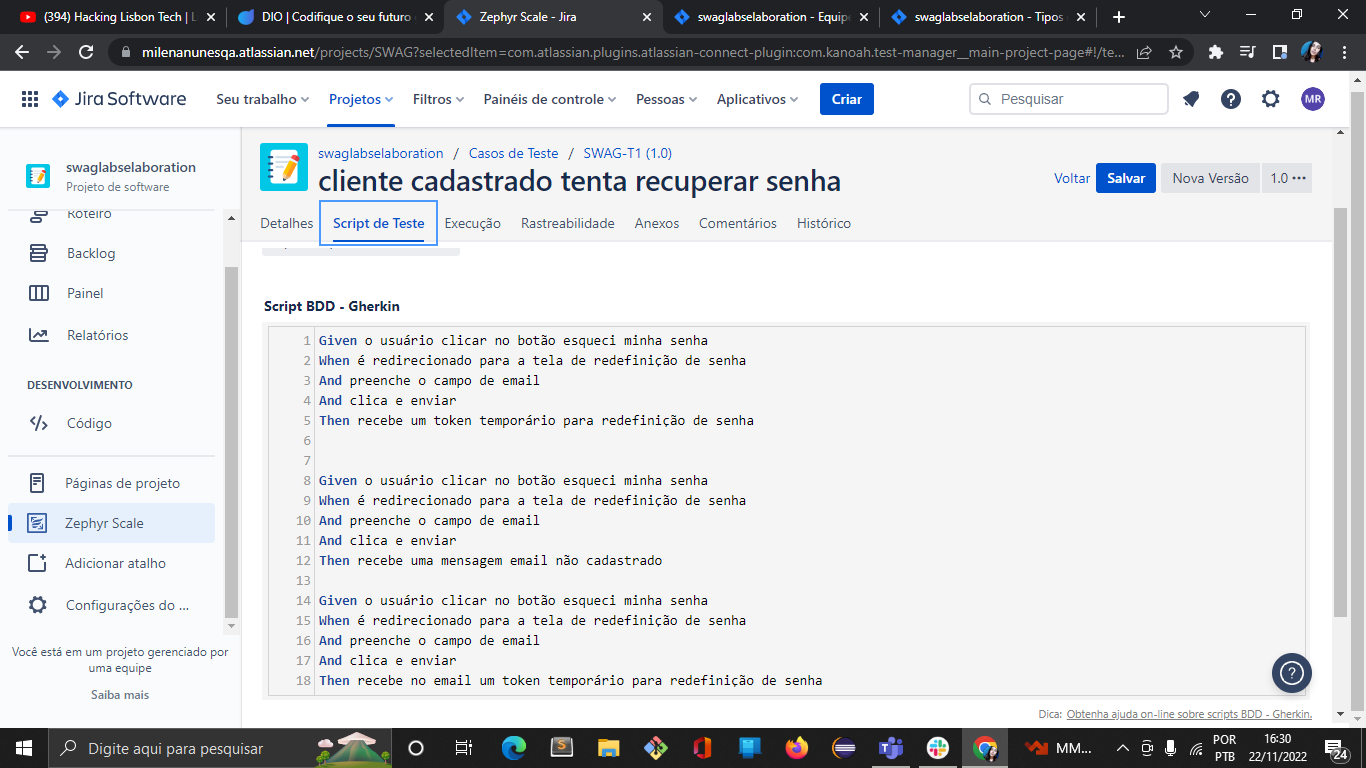 (394) Hacking Lisbon Tech | L
DIO | Codifique o seu futuro
Zephyr Scale - Jira
swaglabselaboration - Equipe
swaglabselaboration - Tipos
milenanunesqa.atlassian.net/projects/SWAG?selectedItem=com.atlassian.plugins.atlassian-connect-plugin:com.kanoah.test-manager__main-project-page#!/te...
Jira Software
Seu trabalho
Projetos
Filtros
Painéis de controle
Pessoas
Aplicativos
Criar
Pesquisar
MR
swaglabselaboration
Projeto de software
Roteiro
Backlog
Painel
Relatórios
DESENVOLVIMENTO
Código
Páginas de projeto
Zephyr Scale
Adicionar atalho
Configurações do ...
Você está em um projeto gerenciado por
uma equipe
Saiba mais
swaglabselaboration / Casos de Teste / SWAG-T1 (1.0)
cliente cadastrado tenta recuperar senha
Voltar
Salvar
Nova Versão
1.0 •••
Detalhes
Script de Teste
Execução
Rastreabilidade
Anexos
Comentários
Histórico
Script BDD - Gherkin
1 Given o usuário clicar no botão esqueci minha senha
2 When é redirecionado para a tela de redefinição de senha
3 And preenche o campo de email
4 And clica e enviar
5 Then recebe um token temporário para redefinição de senha
6
7
8 Given o usuário clicar no botão esqueci minha senha
9 When é redirecionado para a tela de redefinição de senha
10 And preenche o campo de email
11 And clica e enviar
12 Then recebe uma mensagem email não cadastrado
13
14 Given o usuário clicar no botão esqueci minha senha
15 When é redirecionado para a tela de redefinição de senha
16 And preenche o campo de email
17 And clica e enviar
18 Then recebe no email um token temporário para redefinição de senha
Dica: Obtenha ajuda on-line sobre scripts BDD - Gherkin.
Digite aqui para pesquisar
MM...
POR
PTB
16:30
22/11/2022
24